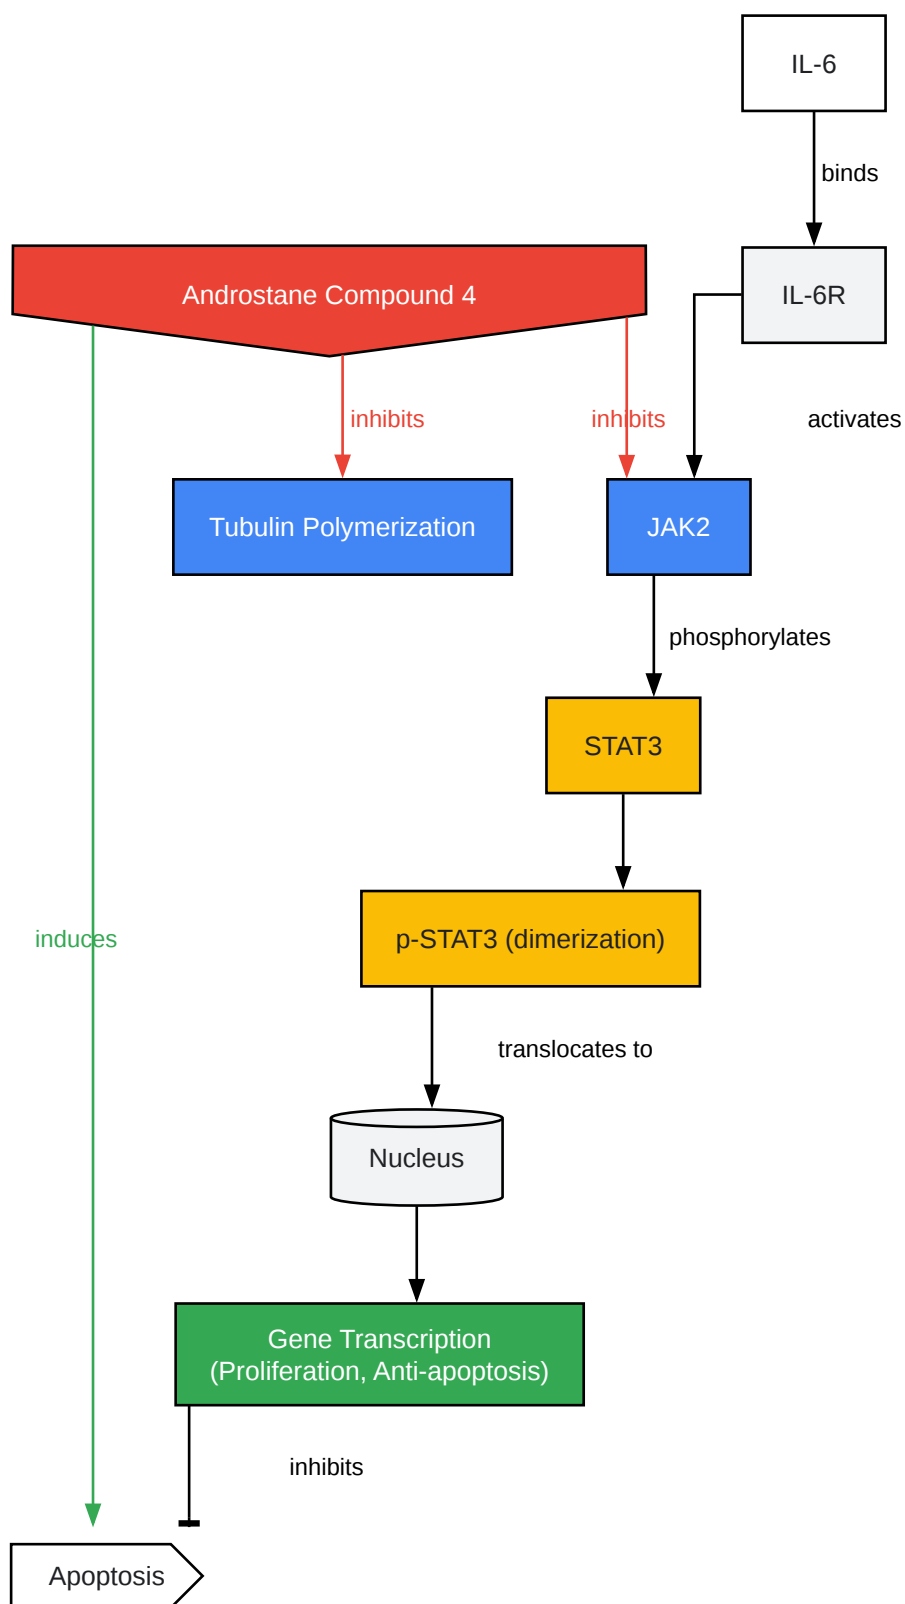 IL-6
binds
Androstane Compound 4
IL-6R
inhibits
inhibits
activates
Tubulin Polymerization
JAK2
phosphorylates
STAT3
induces
p-STAT3 (dimerization)
translocates to
Nucleus
Gene Transcription
(Proliferation, Anti-apoptosis)
inhibits
Apoptosis